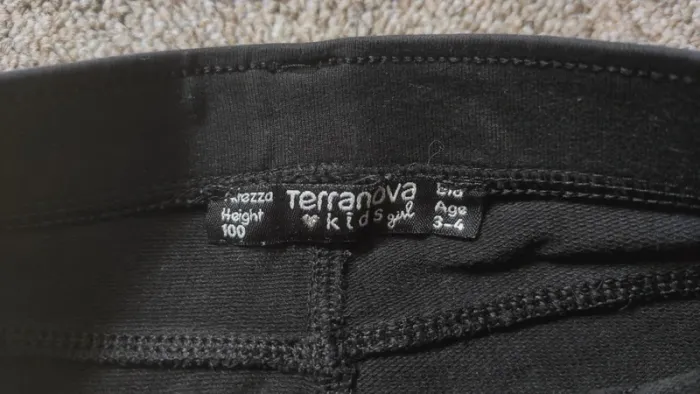 Terranova
kids girl
Height
100
Age
3-4